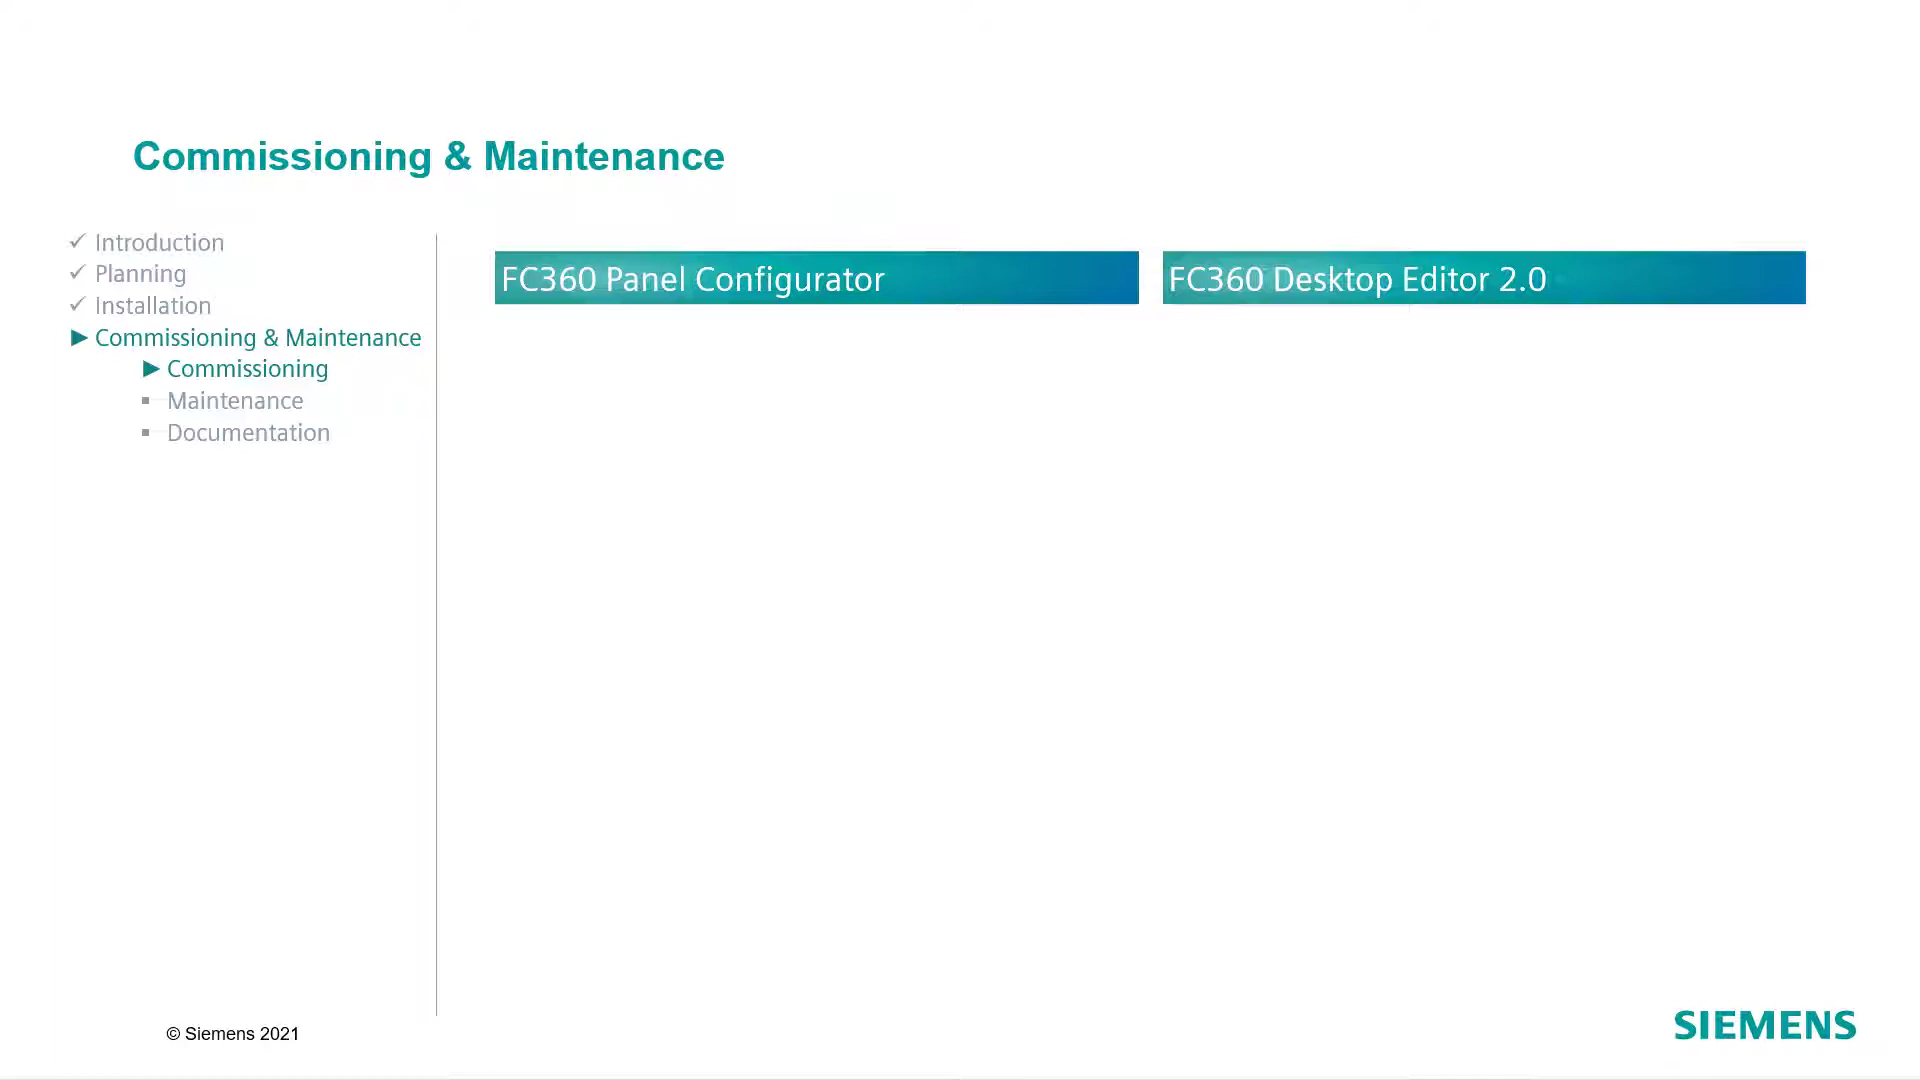 Commissioning & Maintenance
Introduction
Planning
Installation
Commissioning & Maintenance
Commissioning
Maintenance
Documentation
FC360 Panel Configurator
FC360 Desktop Editor 2.0
© Siemens 2021
SIEMENS